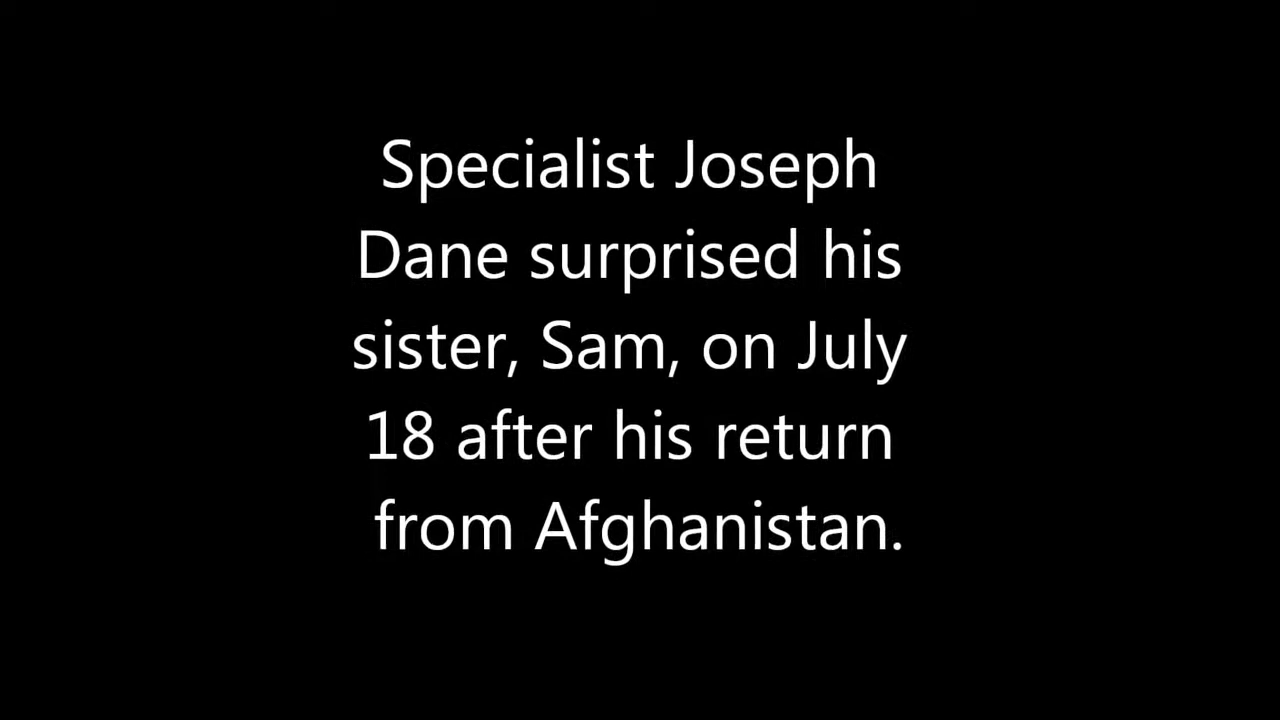 Specialist Joseph
Dane surprised his
sister, Sam, on July
18 after his return
from Afghanistan.